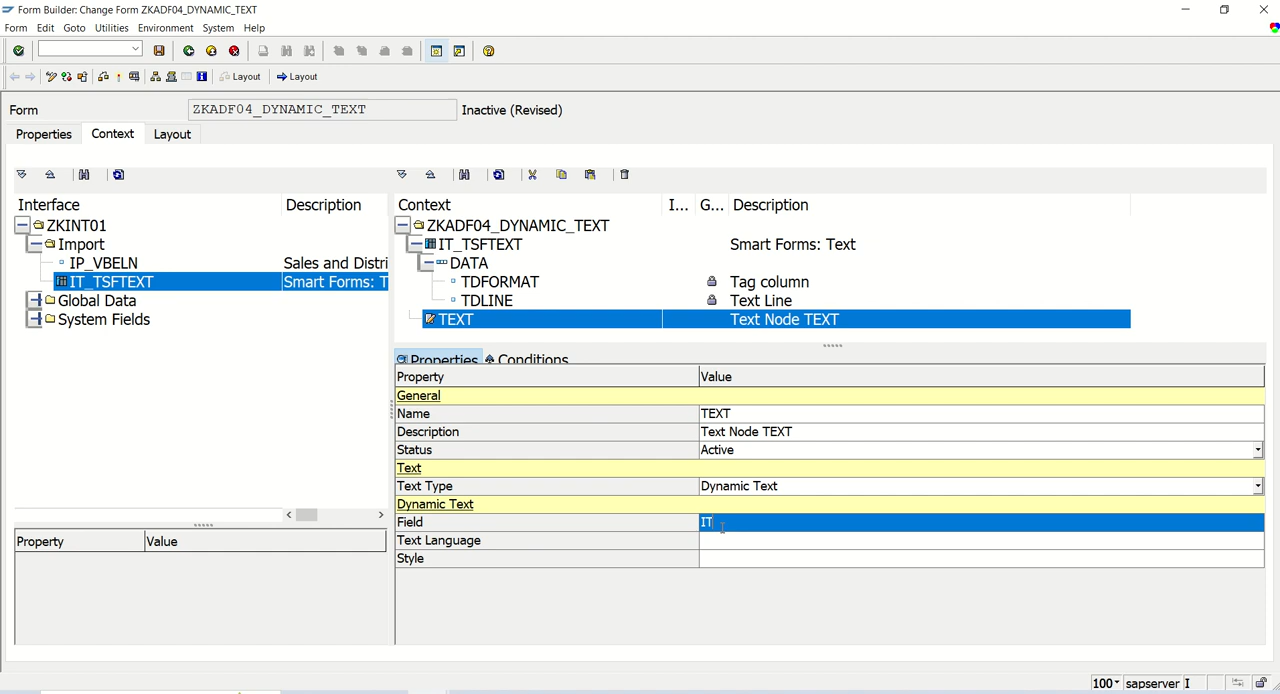 Form Builder: Change Form ZKADF04_DYNAMIC_TEXT
Form Edit Goto Utilities Environment System Help
Layout Layout
Form ZKADF04_DYNAMIC_TEXT Inactive (Revised)
Properties Context Layout
Interface Description
ZKINT01
Import
IP_VBELN Sales and Distri
IT_TSFTEXT Smart Forms: T
Global Data
System Fields
Property Value
Context I... G... Description
ZKADF04_DYNAMIC_TEXT
IT_TSFTEXT Smart Forms: Text
DATA
TDFORMAT Tag column
TDLINE Text Line
TEXT Text Node TEXT
Properties Conditions
Property Value
General
Name TEXT
Description Text Node TEXT
Status Active
Text
Text Type Dynamic Text
Dynamic Text
Field IT
Text Language
Style
100 sapserver I